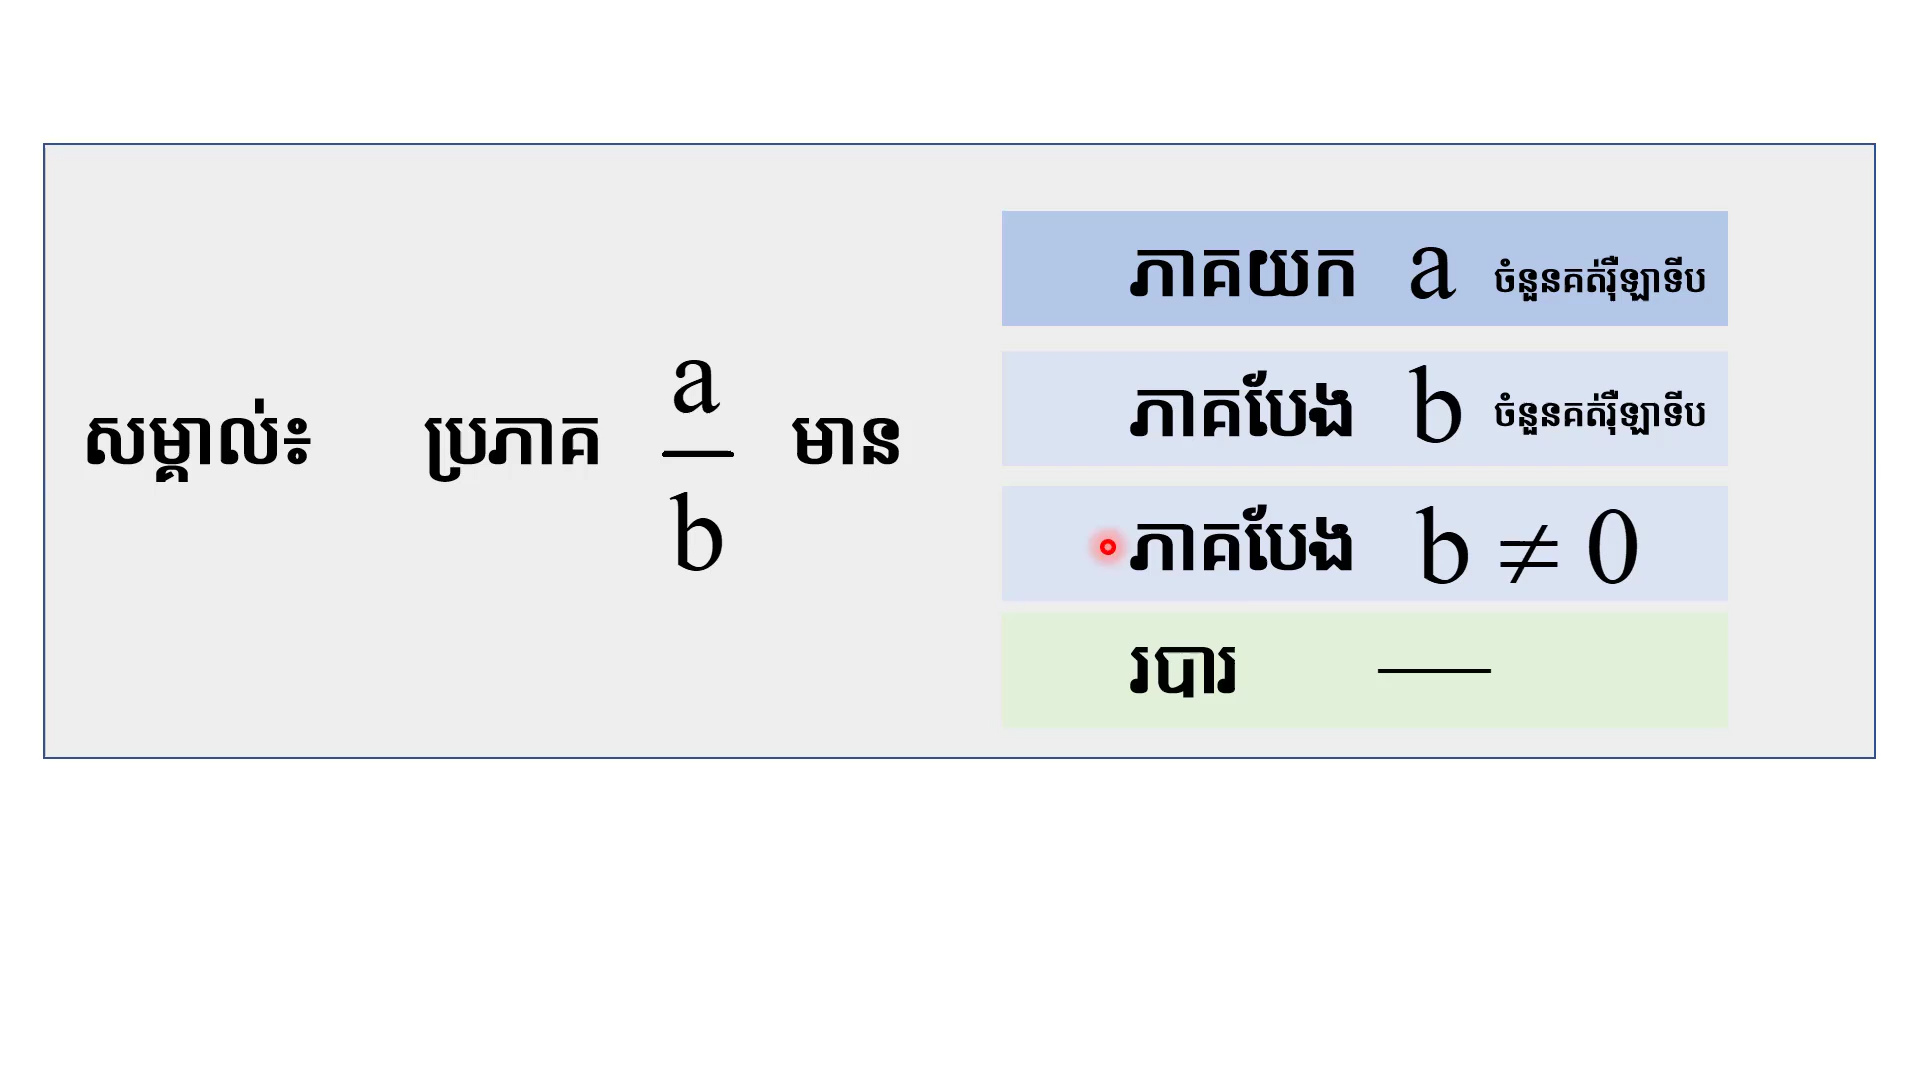 សម្គាល់៖ ប្រភាគ a/b មាន
ភាគយក a ចំនួនគត់រ៉ឺឡាទីប
ភាគបែង b ចំនួនគត់រ៉ឺឡាទីប
ភាគបែង b ≠ 0
របារ —